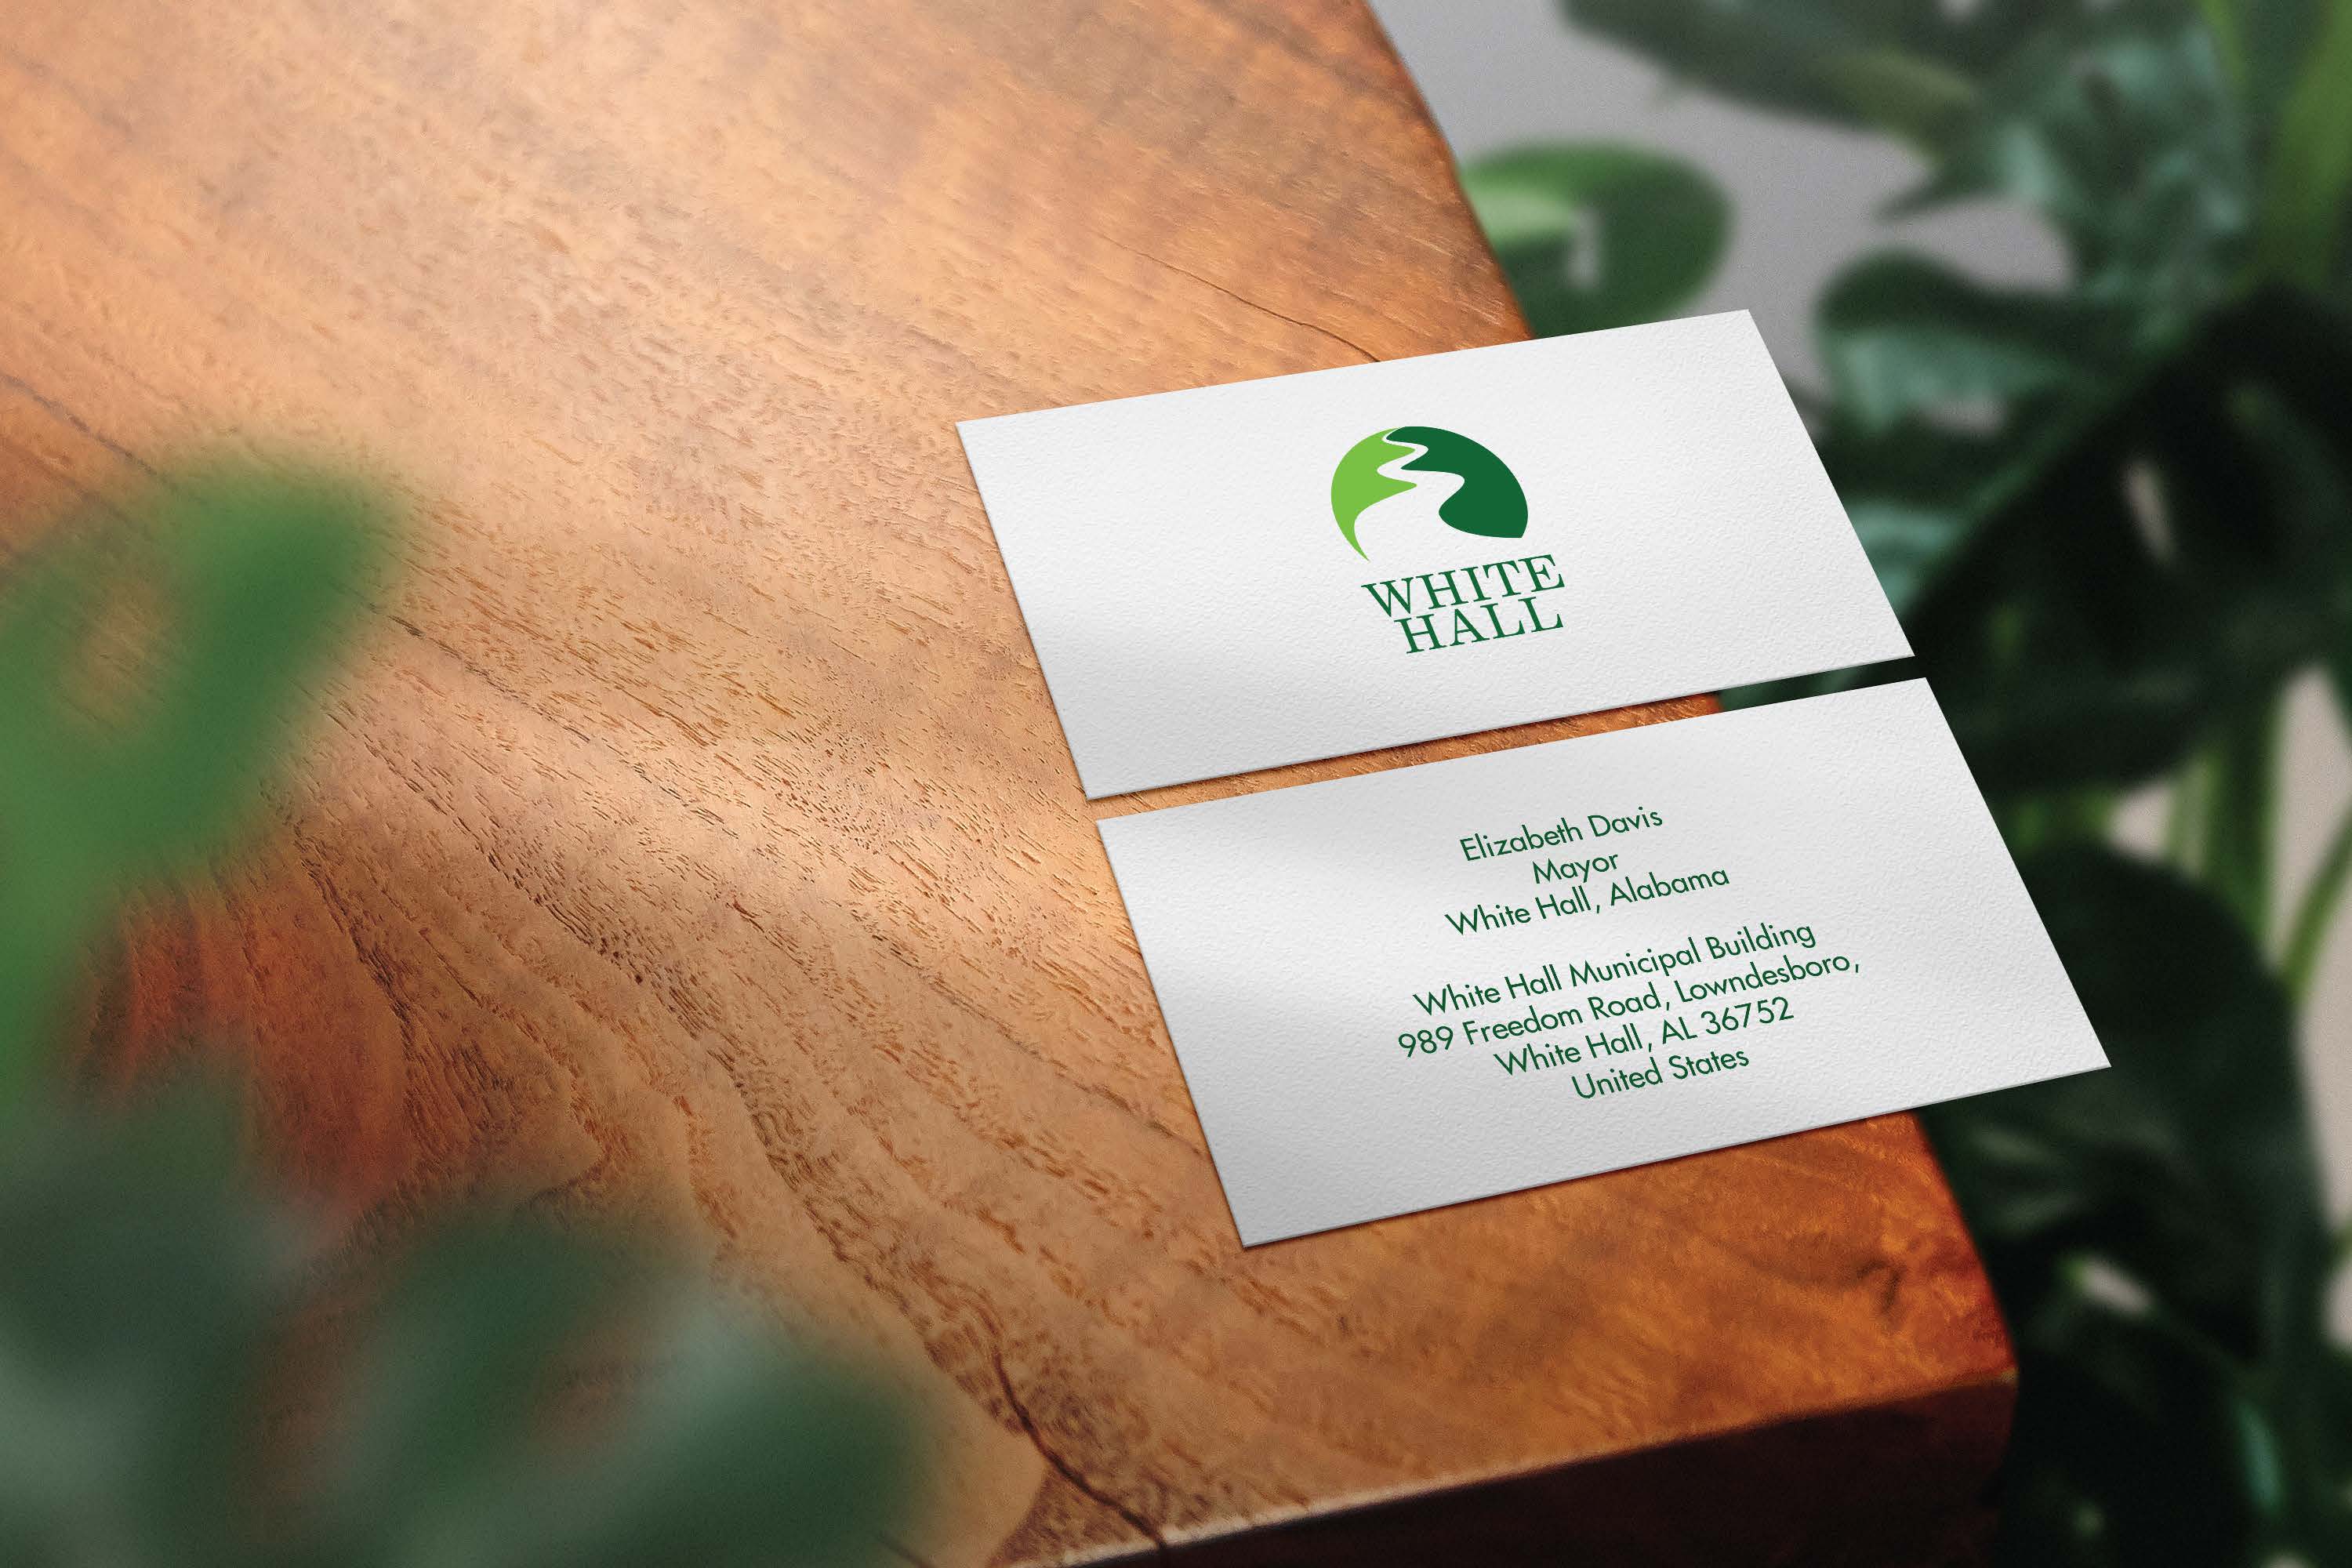 WHITE
HALL
Elizabeth Davis
Mayor
White Hall, Alabama
White Hall Municipal Building
989 Freedom Road, Lowndesboro,
White Hall, AL 36752
United States